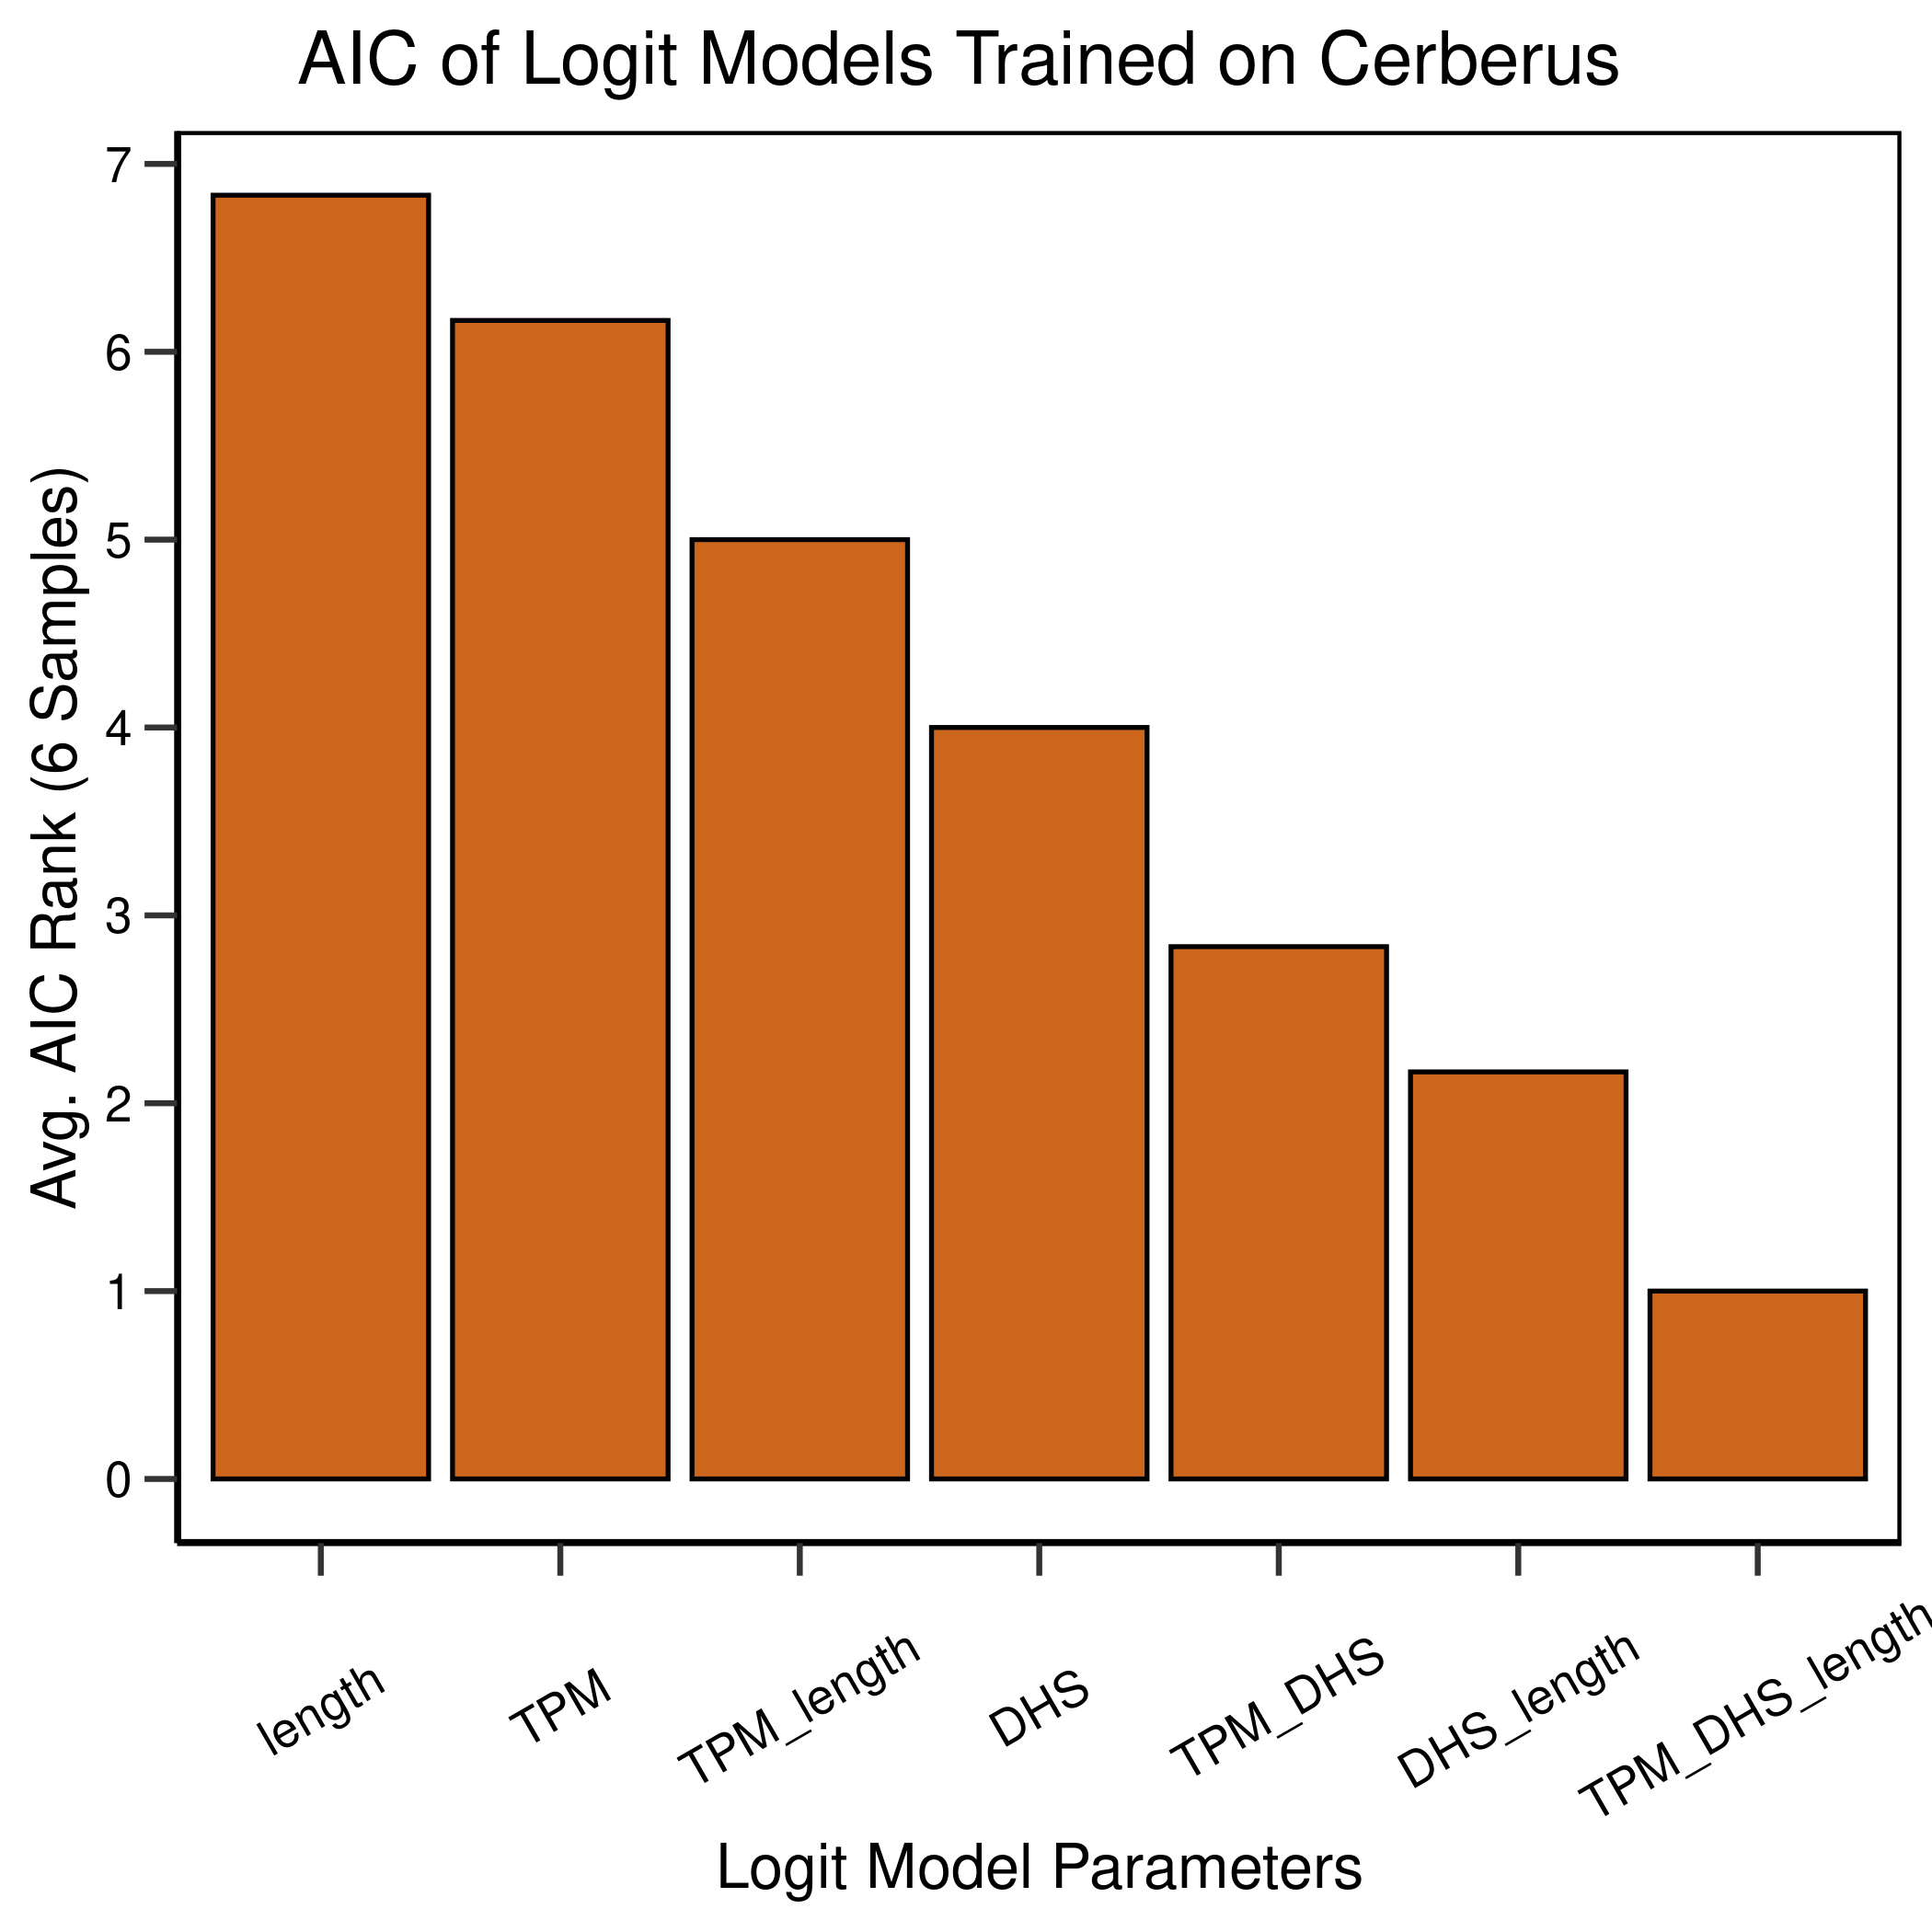 AIC of Logit Models Trained on Cerberus
Avg. AIC Rank (6 Samples)
7
6
5
4
3
2
1
0
length
TPM
TPM_length
DHS
TPM_DHS
DHS_length
TPM_DHS_length
Logit Model Parameters